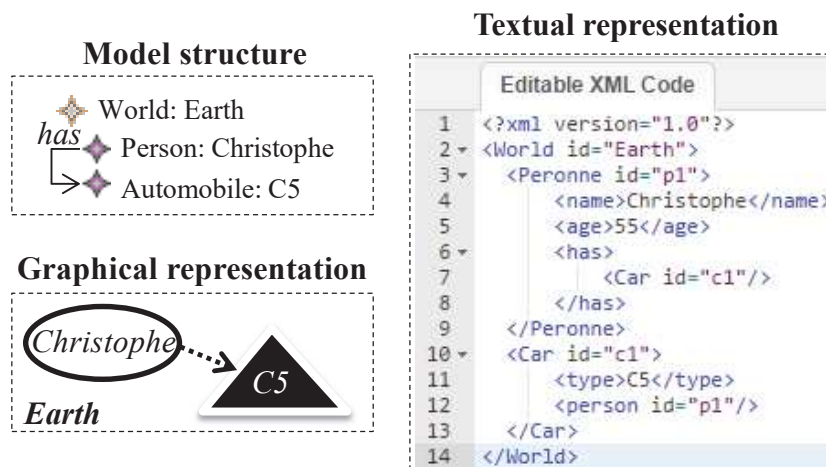 Model structure
World: Earth
has
Person: Christophe
Automobile: C5
Graphical representation
Christophe
C5
Earth
Textual representation
Editable XML Code
1 <?xml version="1.0"?>
2 <World id="Earth">
3 <Peronne id="p1">
4 <name>Christophe</name>
5 <age>55</age>
6 <has>
7 <Car id="c1"/>
8 </has>
9 </Peronne>
10 <Car id="c1">
11 <type>C5</type>
12 <person id="p1"/>
13 </Car>
14 </World>